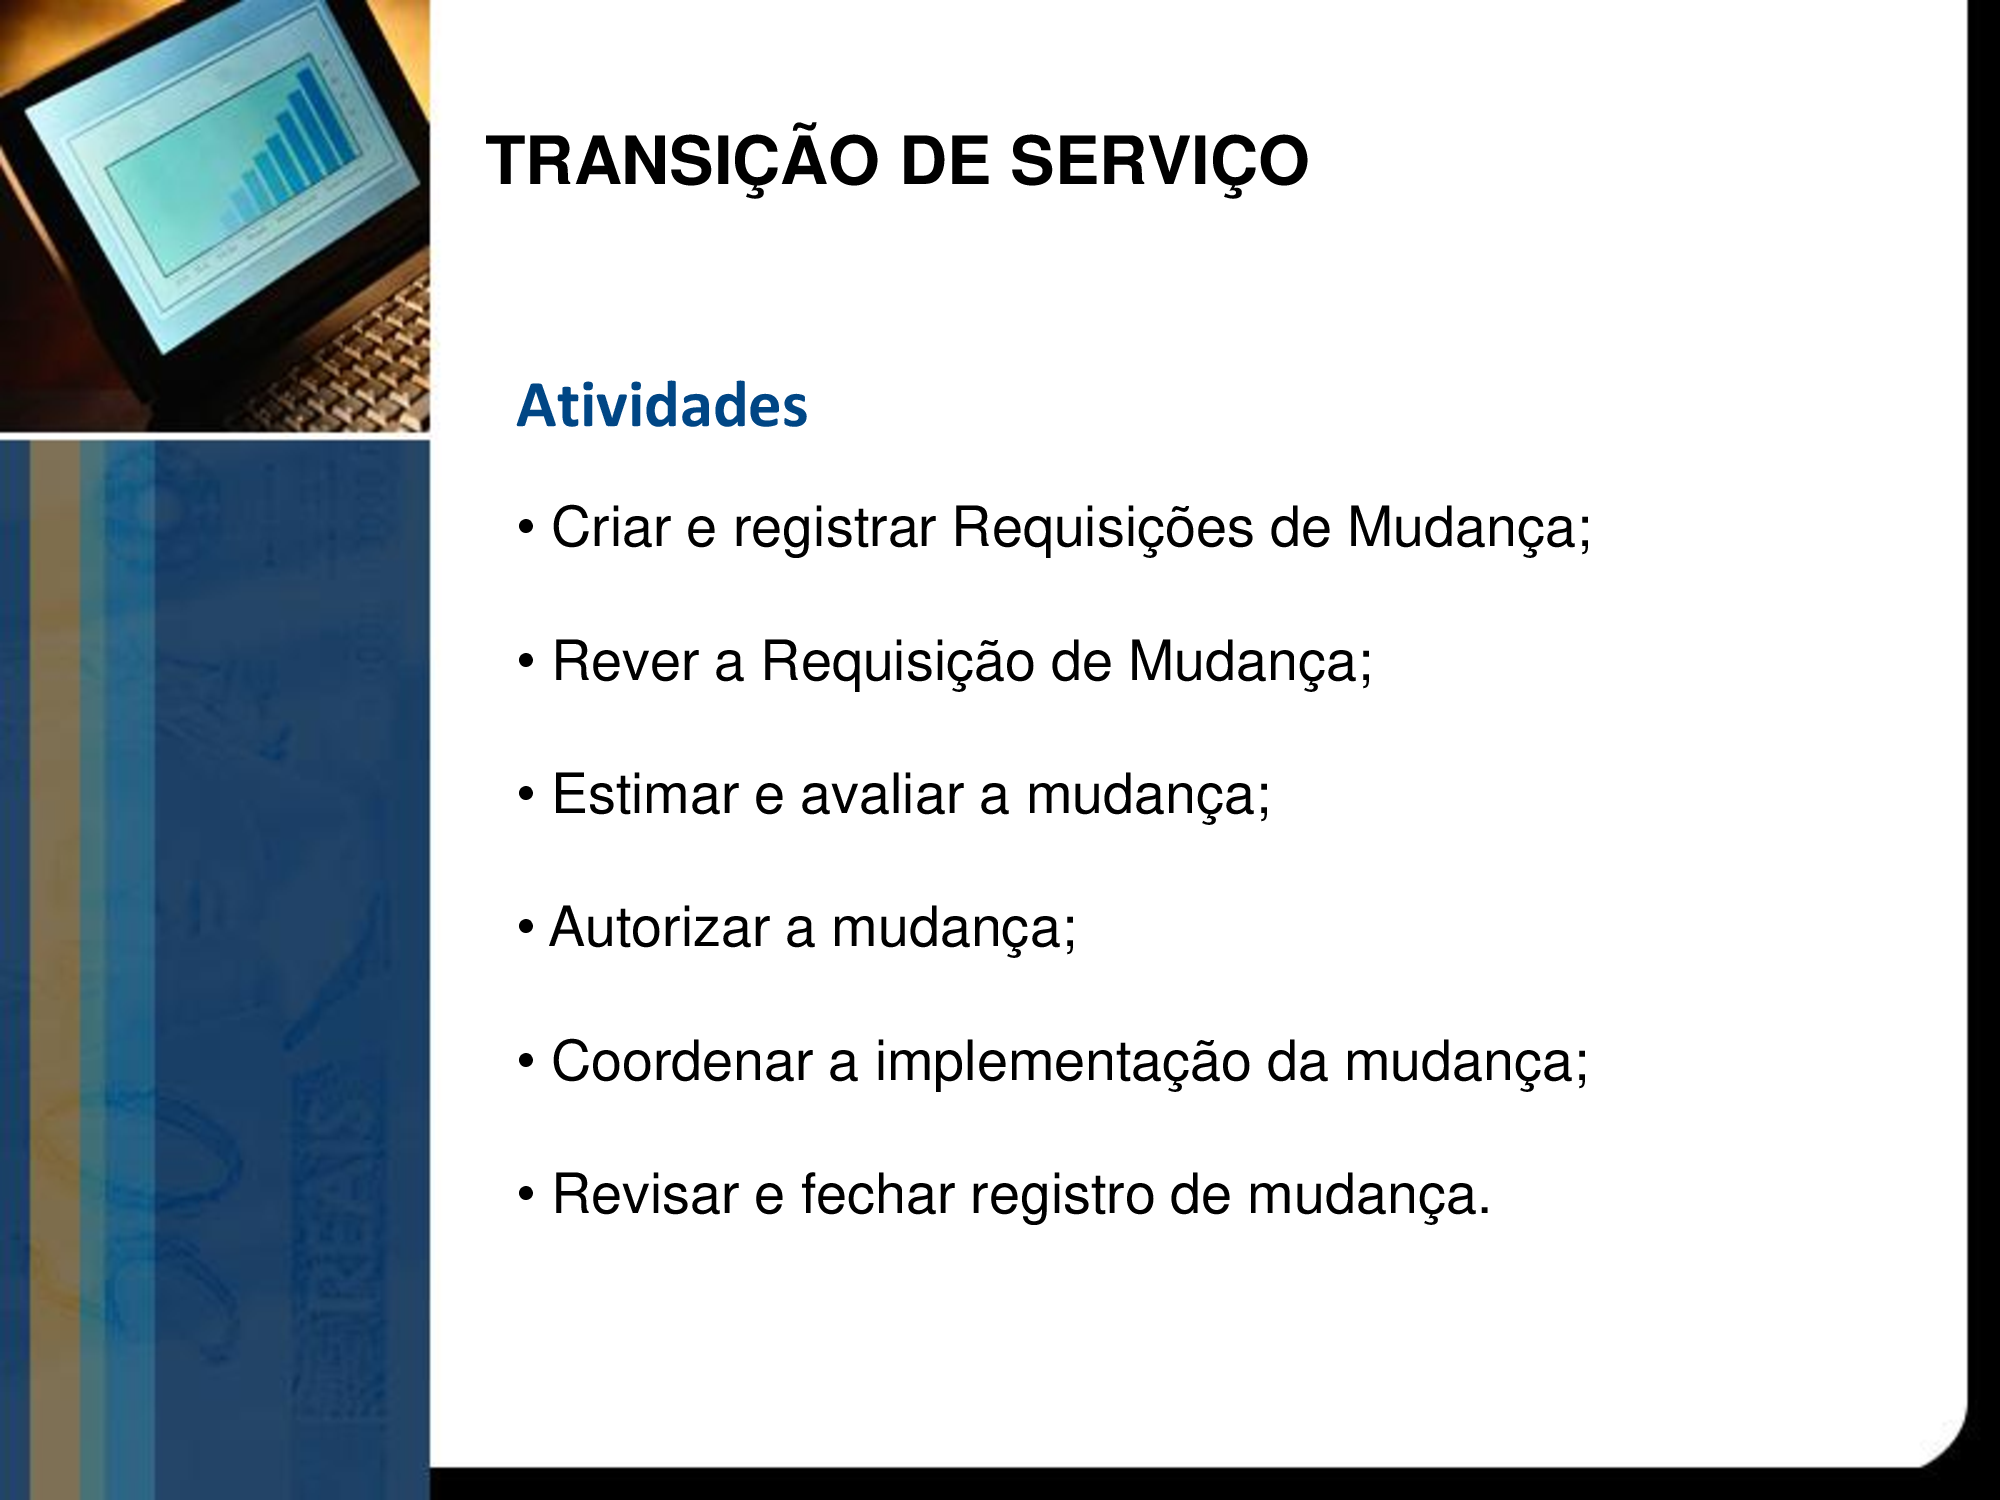 TRANSIÇÃO DE SERVIÇO
Atividades
• Criar e registrar Requisições de Mudança;
• Rever a Requisição de Mudança;
• Estimar e avaliar a mudança;
• Autorizar a mudança;
• Coordenar a implementação da mudança;
• Revisar e fechar registro de mudança.
REAIS